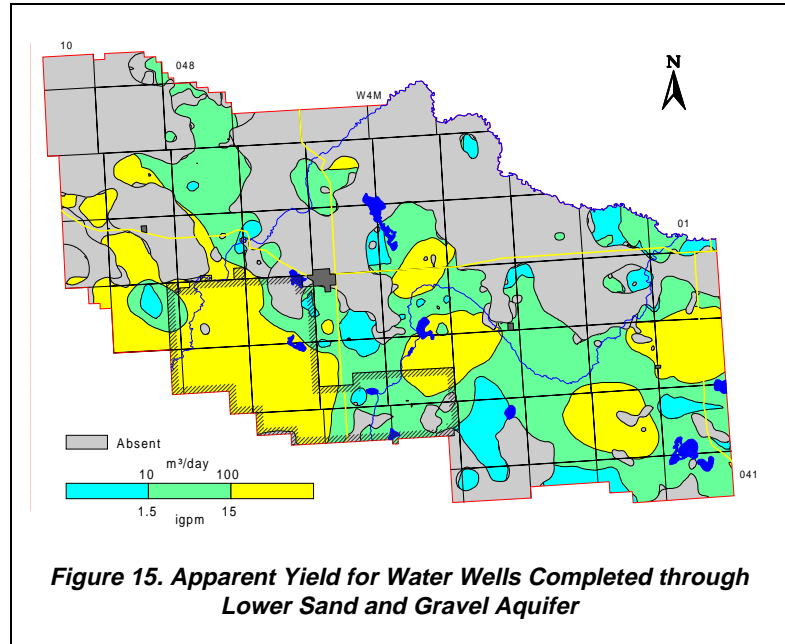 10
048
W4M
N
01
Absent
m³/day
10 100
1.5 15
igpm
041
Figure 15. Apparent Yield for Water Wells Completed through
Lower Sand and Gravel Aquifer